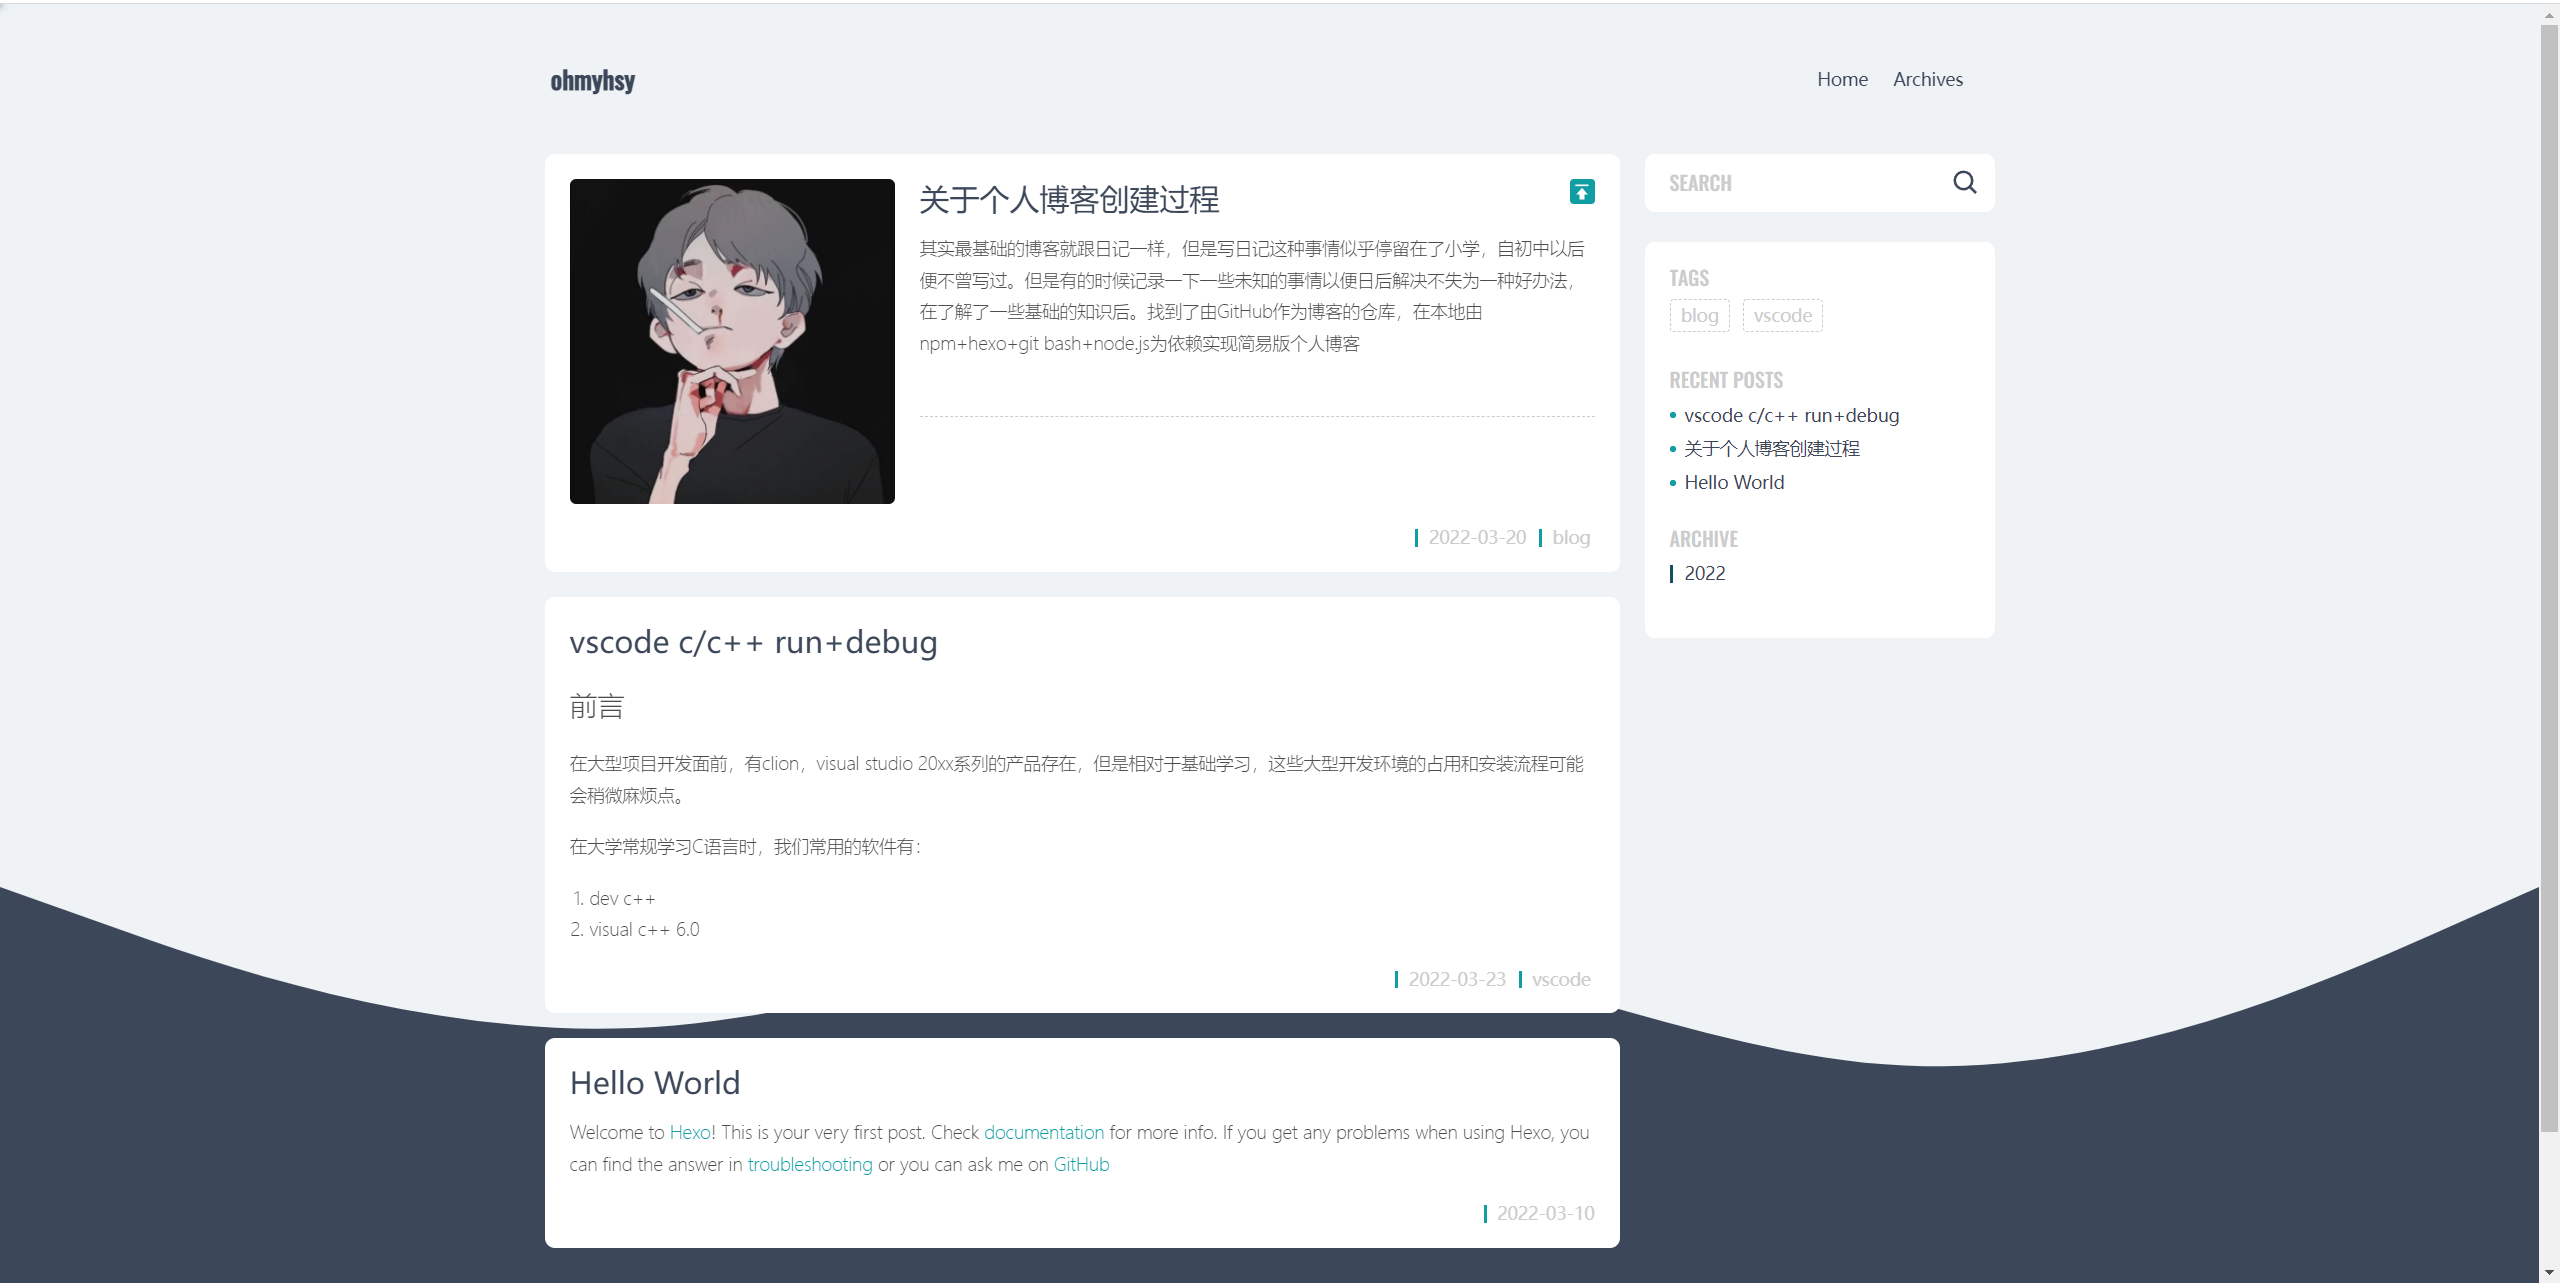 ohmyhsy
Home
Archives
关于个人博客创建过程
其实最基础的博客就跟日记一样，但是写日记这种事情似乎停留在了小学，自初中以后
便不曾写过。但是有的时候记录一下一些未知的事情以便日后解决不失为一种好办法，
在了解了一些基础的知识后。找到了由GitHub作为博客的仓库，在本地由
npm+hexo+git bash+node.js为依赖实现简易版个人博客
2022-03-20
blog
vscode c/c++ run+debug
前言
在大型项目开发面前，有clion，visual studio 20xx系列的产品存在，但是相对于基础学习，这些大型开发环境的占用和安装流程可能
会稍微麻烦点。
在大学常规学习C语言时，我们常用的软件有：
1. dev c++
2. visual c++ 6.0
2022-03-23
vscode
Hello World
Welcome to Hexo! This is your very first post. Check documentation for more info. If you get any problems when using Hexo, you
can find the answer in troubleshooting or you can ask me on GitHub
2022-03-10
SEARCH
TAGS
blog
vscode
RECENT POSTS
vscode c/c++ run+debug
关于个人博客创建过程
Hello World
ARCHIVE
2022